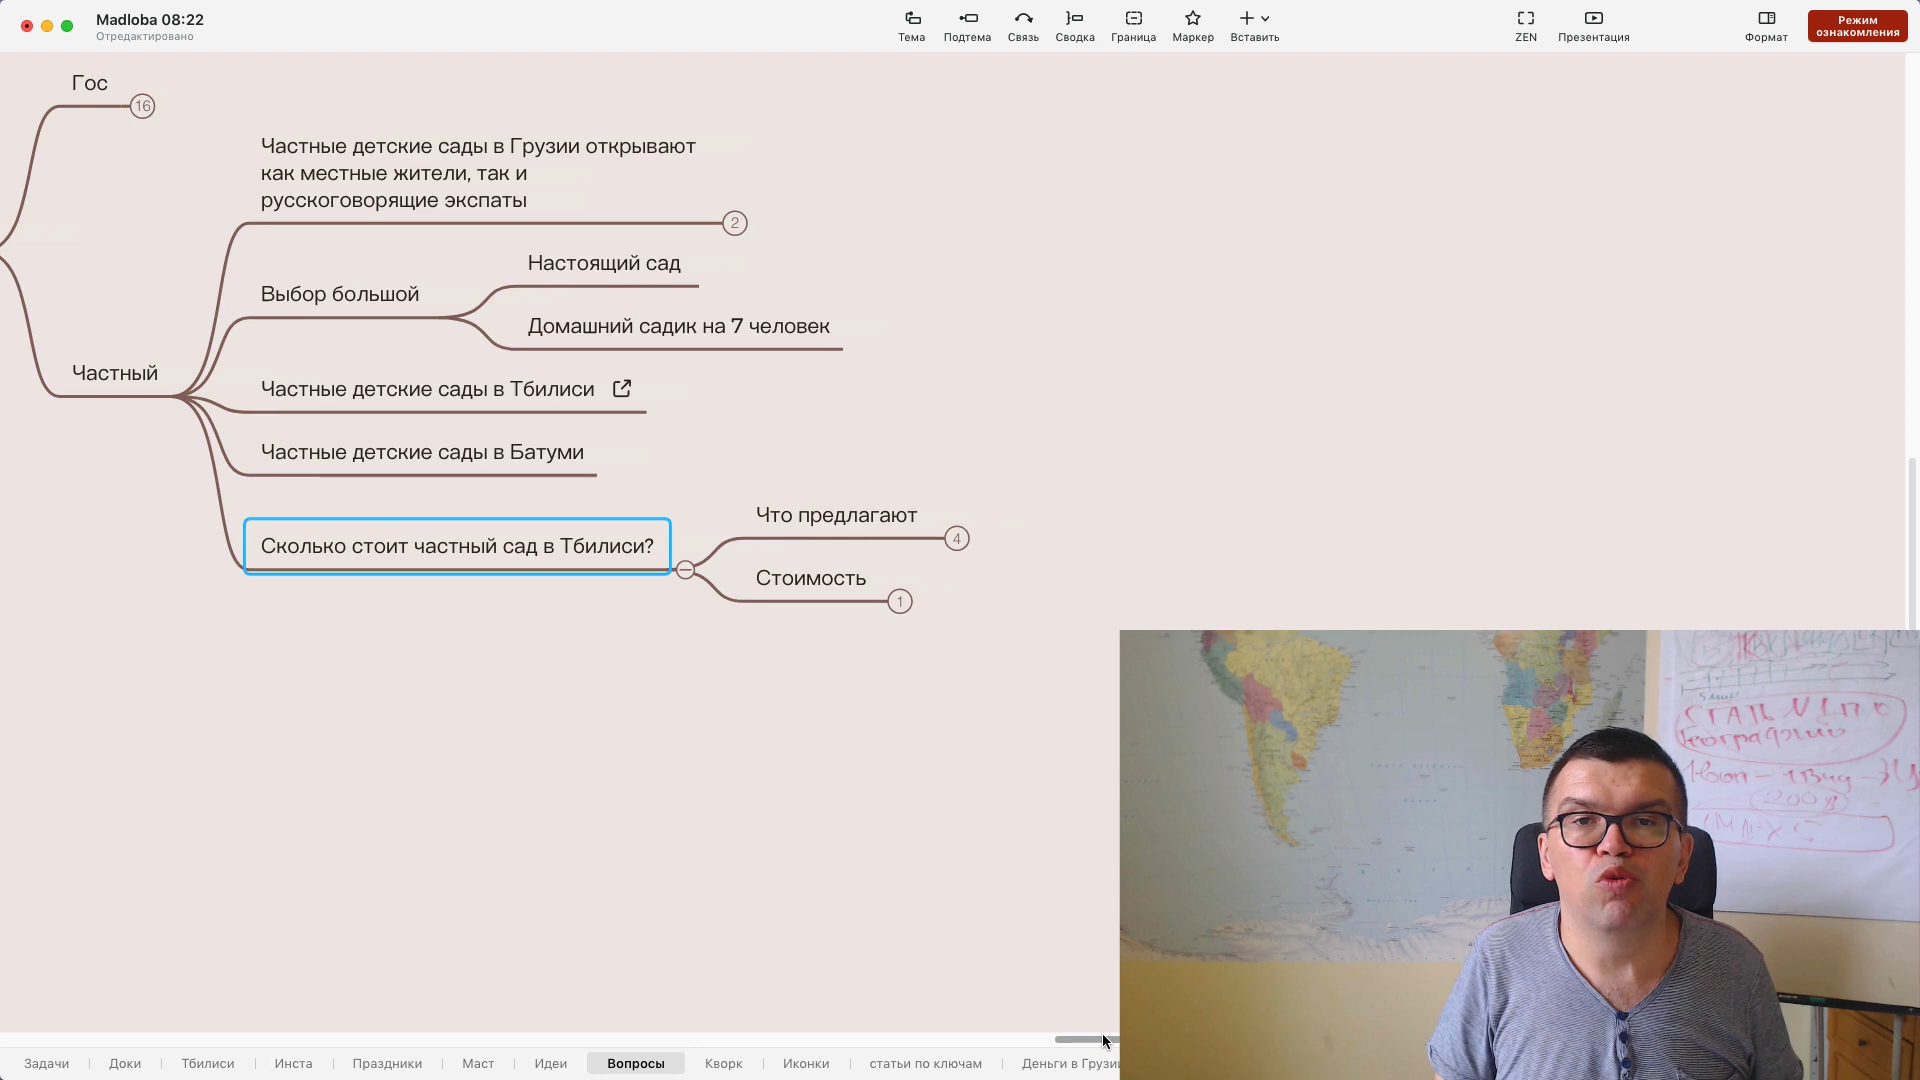 Madloba 08:22
Отредактировано
Тема
Подтема
Связь
Сводка
Граница
Маркер
Вставить
ZEN
Презентация
Формат
Режим
ознакомления
Гос
16
Частные детские сады в Грузии открывают
как местные жители, так и
русскоговорящие экспаты
2
Настоящий сад
Выбор большой
Домашний садик на 7 человек
Частный
Частные детские сады в Тбилиси
Частные детские сады в Батуми
Что предлагают
4
Сколько стоит частный сад в Тбилиси?
Стоимость
1
Задачи
Доки
Тбилиси
Инста
Праздники
Маст
Идеи
Вопросы
Кворк
Иконки
статьи по ключам
Деньги в Грузии